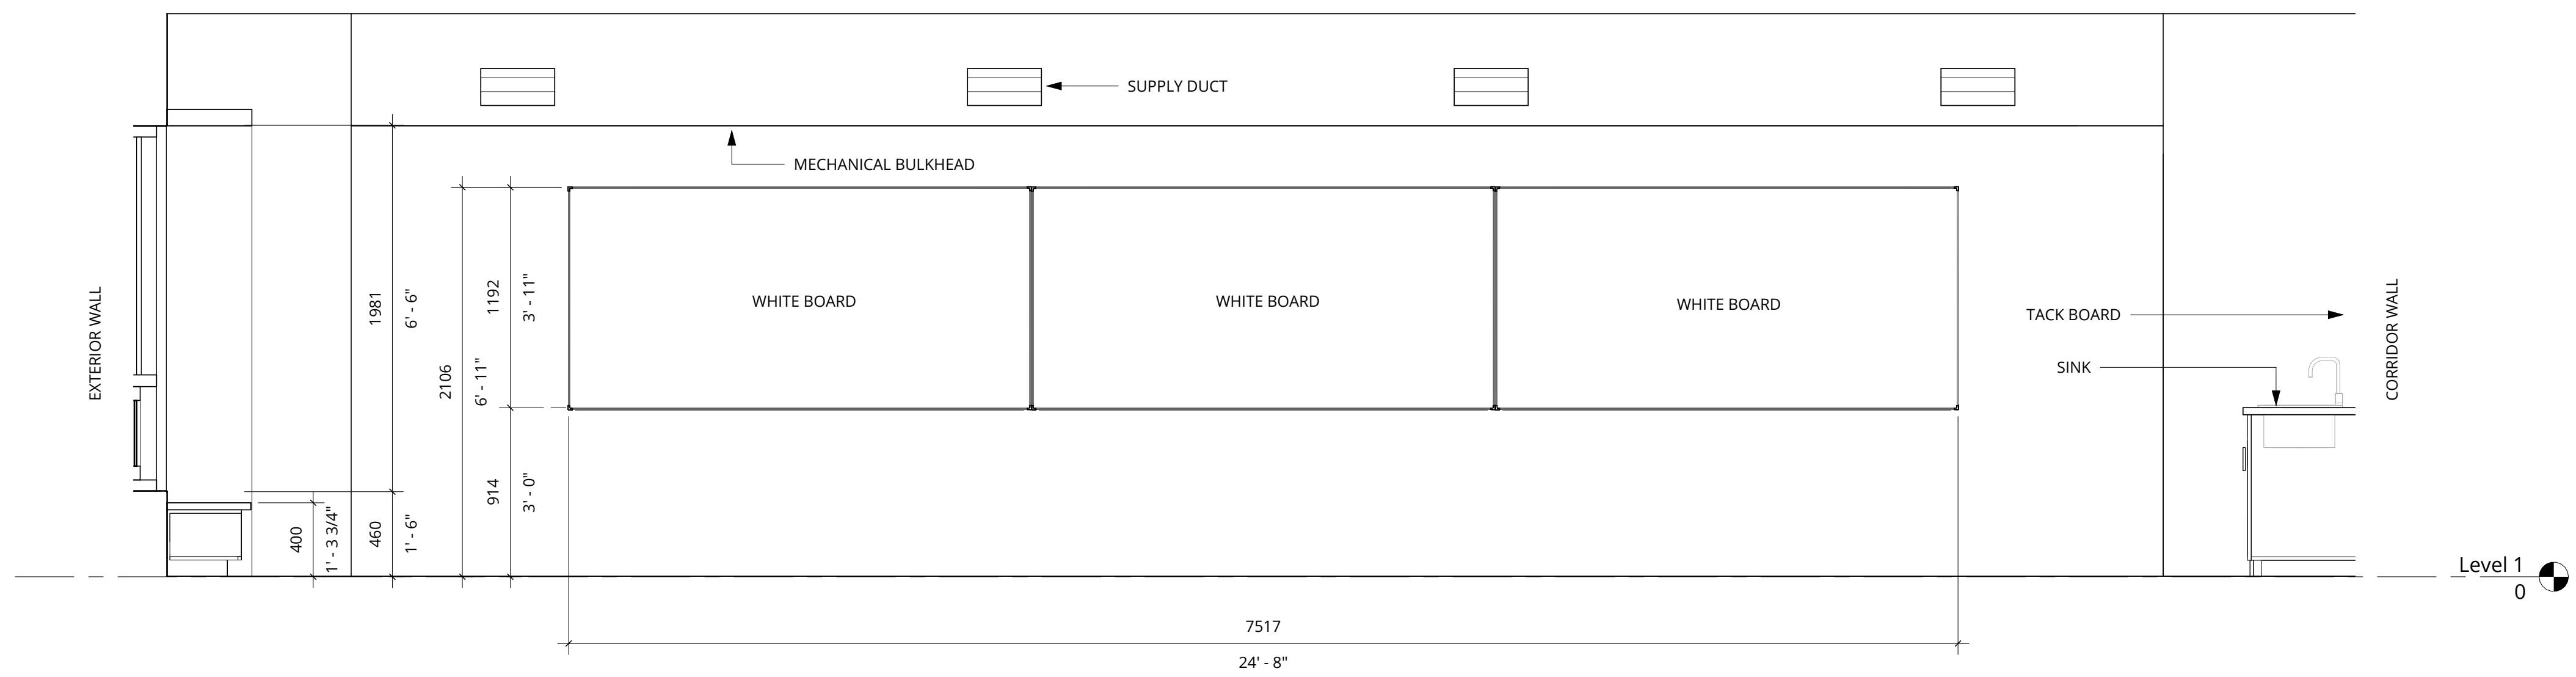 SUPPLY DUCT
MECHANICAL BULKHEAD
EXTERIOR WALL
1981
6' - 6"
2106
6' - 11"
1192
3' - 11"
WHITE BOARD
WHITE BOARD
WHITE BOARD
TACK BOARD
SINK
CORRIDOR WALL
400
1' - 3 3/4"
460
1' - 6"
914
3' - 0"
Level 1
0
7517
24' - 8"